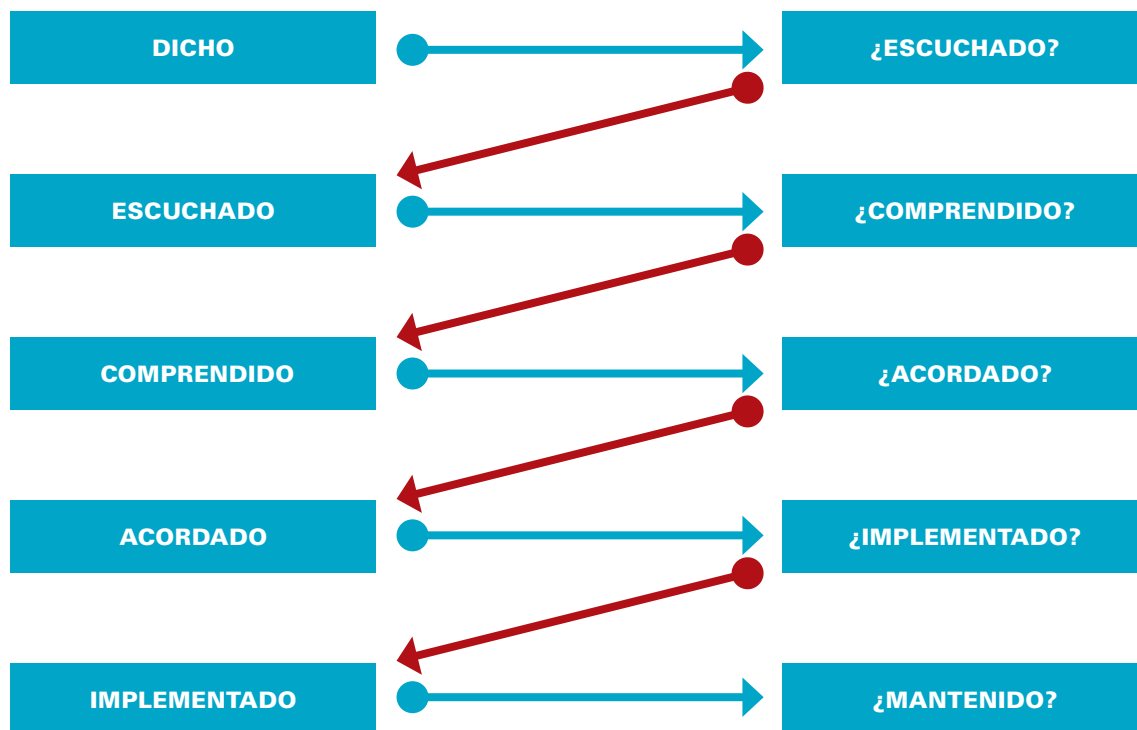 DICHO
¿ESCUCHADO?
ESCUCHADO
¿COMPRENDIDO?
COMPRENDIDO
¿ACORDADO?
ACORDADO
¿IMPLEMENTADO?
IMPLEMENTADO
¿MANTENIDO?